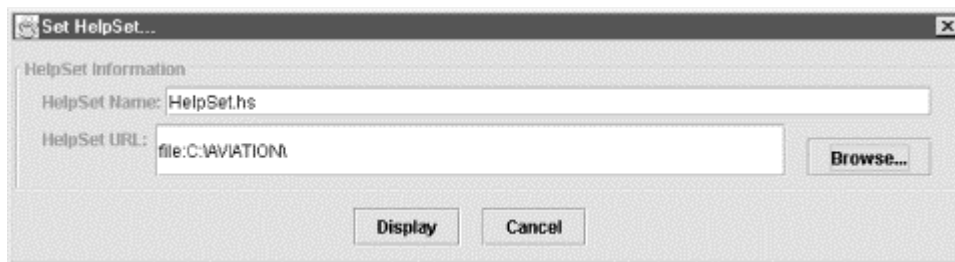 Set HelpSet...
HelpSet Information
HelpSet Name: HelpSet.hs
HelpSet URL: file:C:\AVIATION\
Browse...
Display Cancel